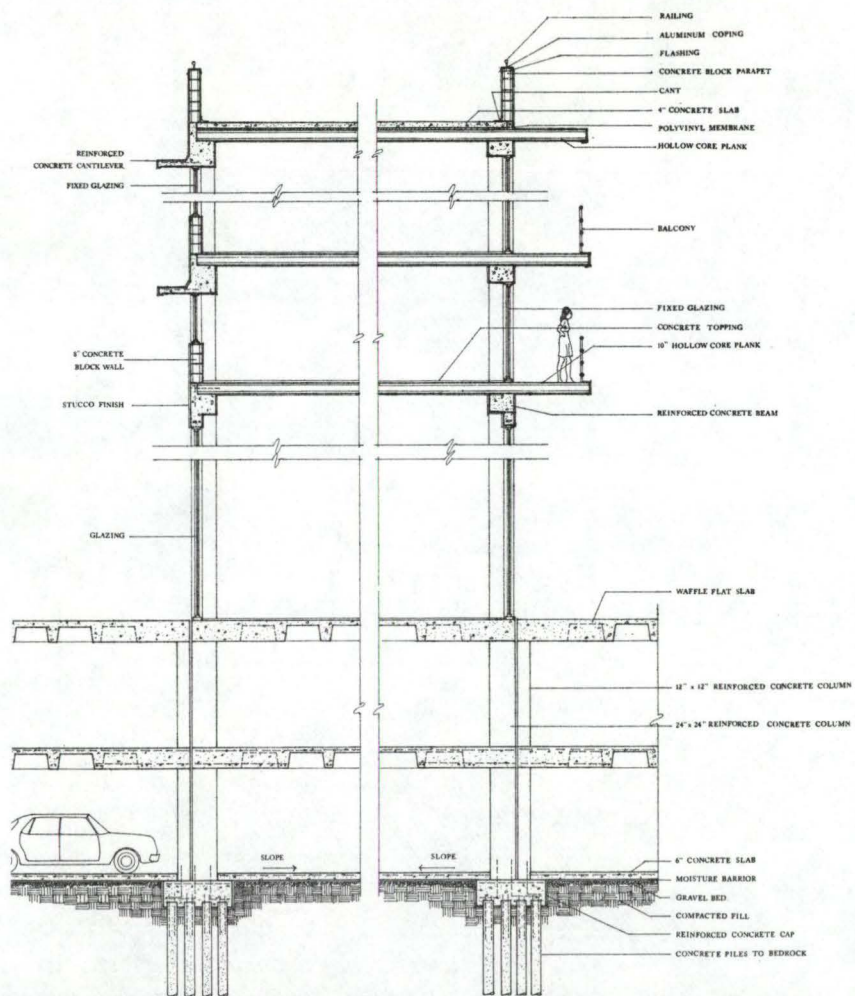 RAILING
ALUMINUM COPING
FLASHING
CONCRETE BLOCK PARAPET
CANT
4" CONCRETE SLAB
POLYVINYL MEMBRANE
HOLLOW CORE PLANK
REINFORCED
CONCRETE CANTILEVER
FIXED GLAZING
BALCONY
FIXED GLAZING
CONCRETE TOPPING
10" HOLLOW CORE PLANK
8" CONCRETE
BLOCK WALL
STUCCO FINISH
REINFORCED CONCRETE BEAM
GLAZING
WAFFLE FLAT SLAB
12" x 12" REINFORCED CONCRETE COLUMN
24" x 24" REINFORCED CONCRETE COLUMN
SLOPE
SLOPE
6" CONCRETE SLAB
MOISTURE BARRIOR
GRAVEL BED
COMPACTED FILL
REINFORCED CONCRETE CAP
CONCRETE PILES TO BEDROCK